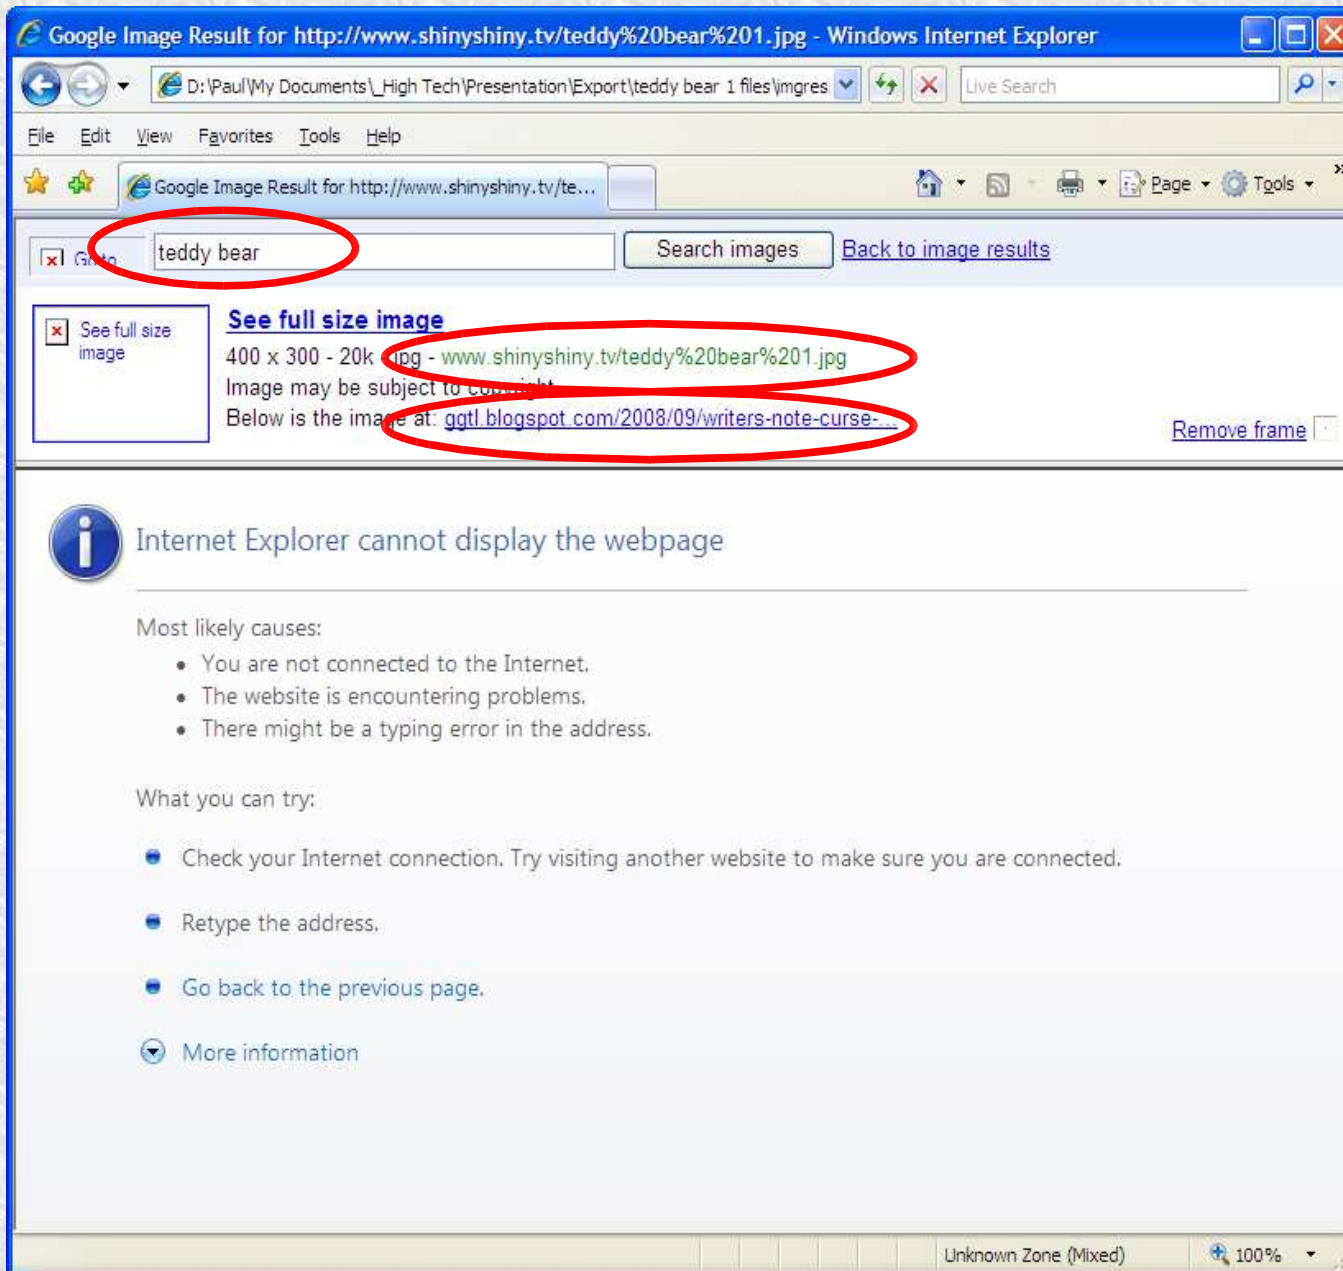 Google Image Result for http://www.shinyshiny.tv/teddy%20bear%201.jpg - Windows Internet Explorer
D:\Paul\My Documents\_High Tech\Presentation\Export\teddy bear 1 files\imgres Live Search
File Edit View Favorites Tools Help
Google Image Result for http://www.shinyshiny.tv/te... Page Tools »
Go to teddy bear Search images Back to image results
See full size image
See full size image
400 x 300 - 20k - jpg - www.shinyshiny.tv/teddy%20bear%201.jpg
Image may be subject to copyright.
Below is the image at: ggtl.blogspot.com/2008/09/writers-note-curse-...
Remove frame
Internet Explorer cannot display the webpage
Most likely causes:
• You are not connected to the Internet.
• The website is encountering problems.
• There might be a typing error in the address.
What you can try:
Check your Internet connection. Try visiting another website to make sure you are connected.
Retype the address.
Go back to the previous page.
More information
Unknown Zone (Mixed) 100%